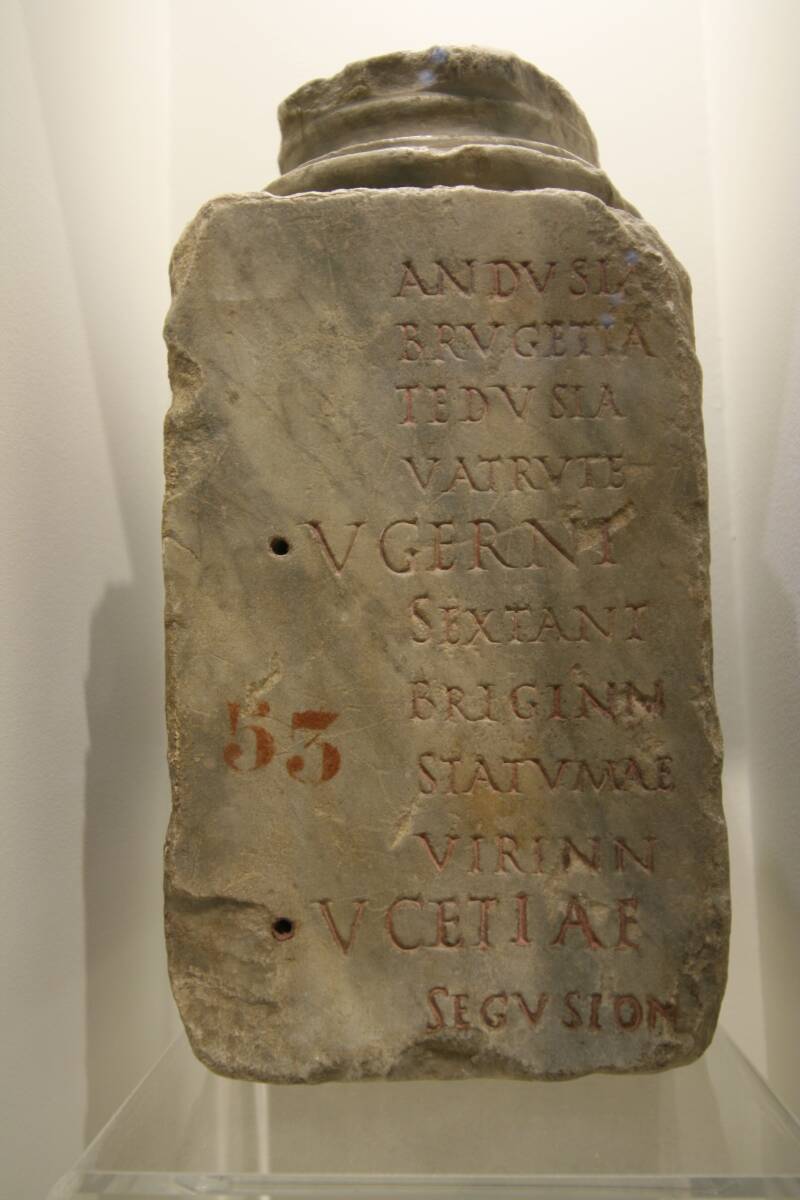 ANDVSIA
BRVGETIA
TEDVSIA
VATRVTE
VGERNI
SEXTANT
BRIGINN
STATVMAE
VIRINN
VCETIAE
SEGVSION
53